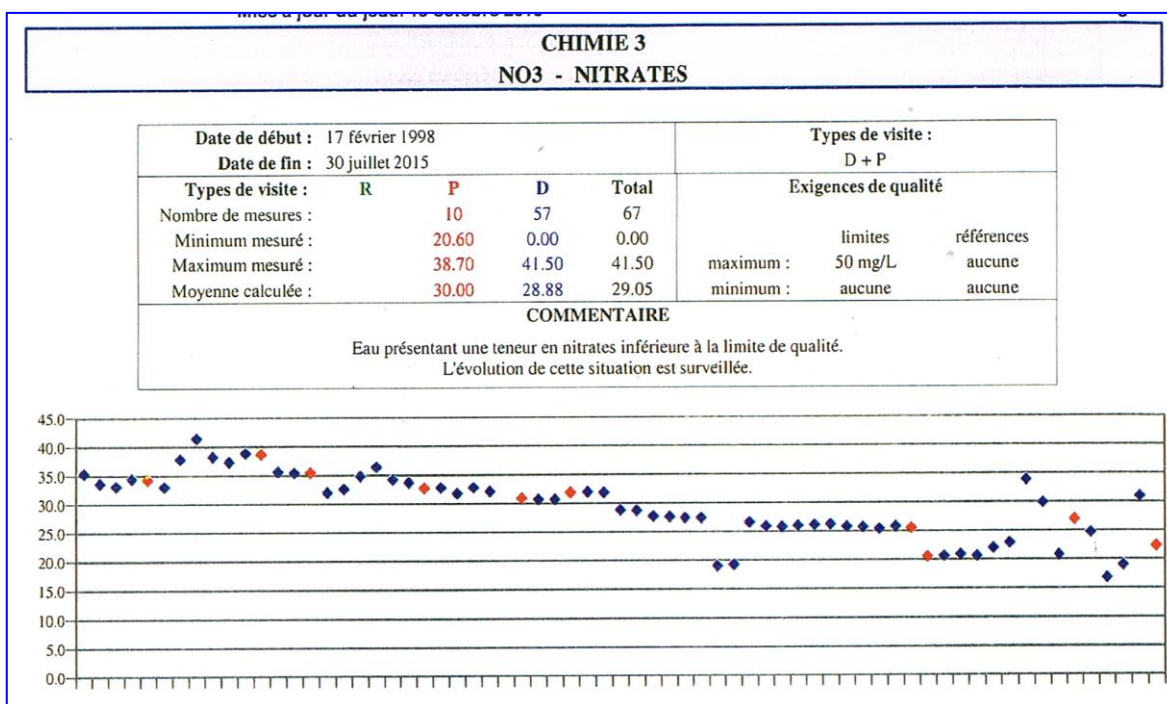 CHIMIE 3
NO3 - NITRATES
Date de début : 17 février 1998
Types de visite :
Date de fin : 30 juillet 2015
D + P
Types de visite : R P D Total
Exigences de qualité
Nombre de mesures : 10 57 67
Minimum mesuré : 20.60 0.00 0.00
limites références
Maximum mesuré : 38.70 41.50 41.50
maximum : 50 mg/L aucune
Moyenne calculée : 30.00 28.88 29.05
minimum : aucune aucune
COMMENTAIRE
Eau présentant une teneur en nitrates inférieure à la limite de qualité.
L'évolution de cette situation est surveillée.
45.0
40.0
35.0
30.0
25.0
20.0
15.0
10.0
5.0
0.0